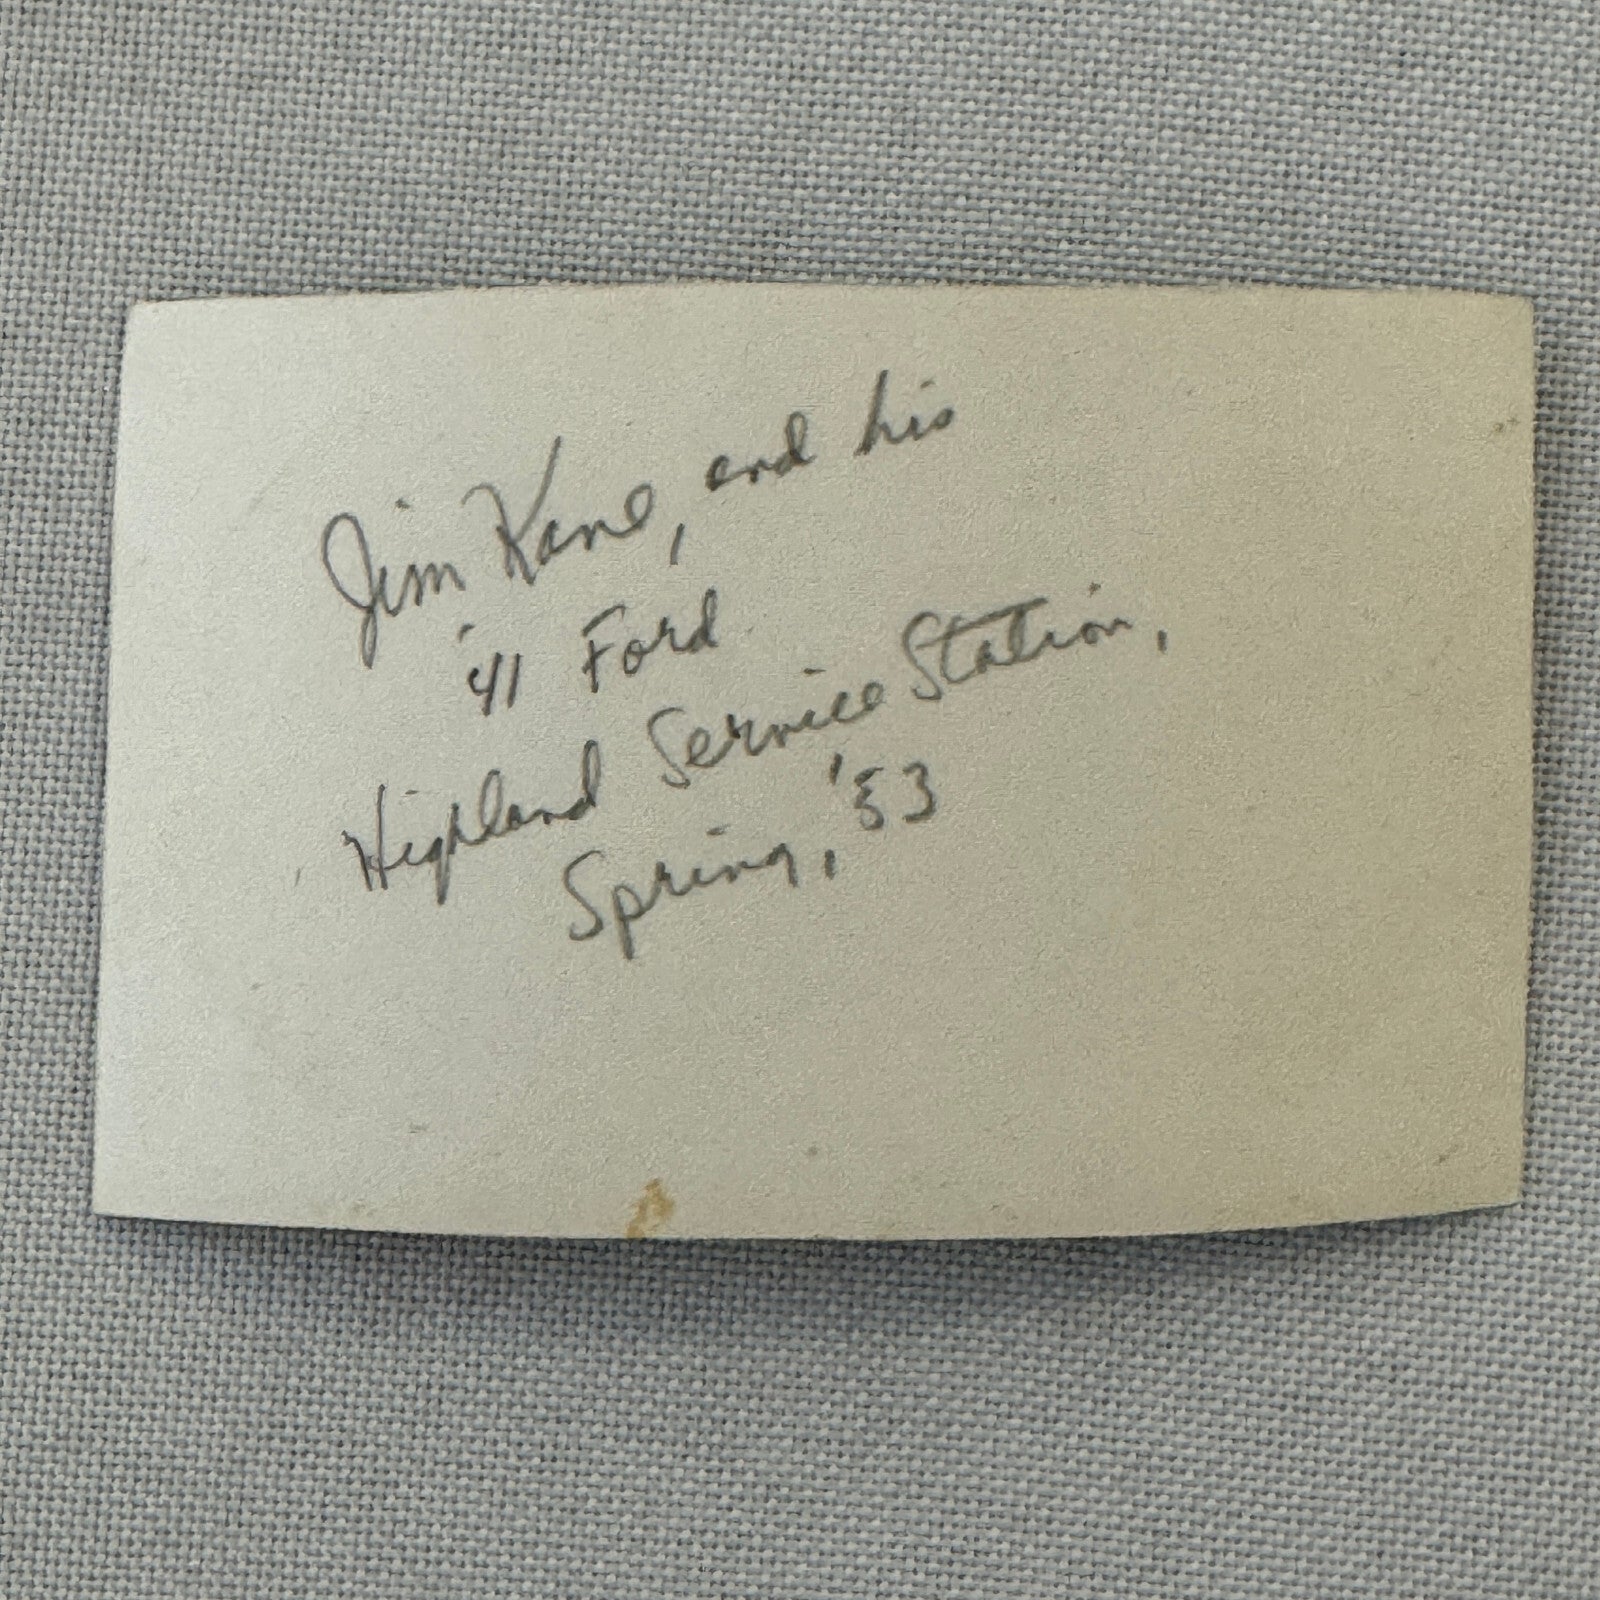 Jim Kane, and his
'41 Ford
Highland Service Station,
Spring, '53